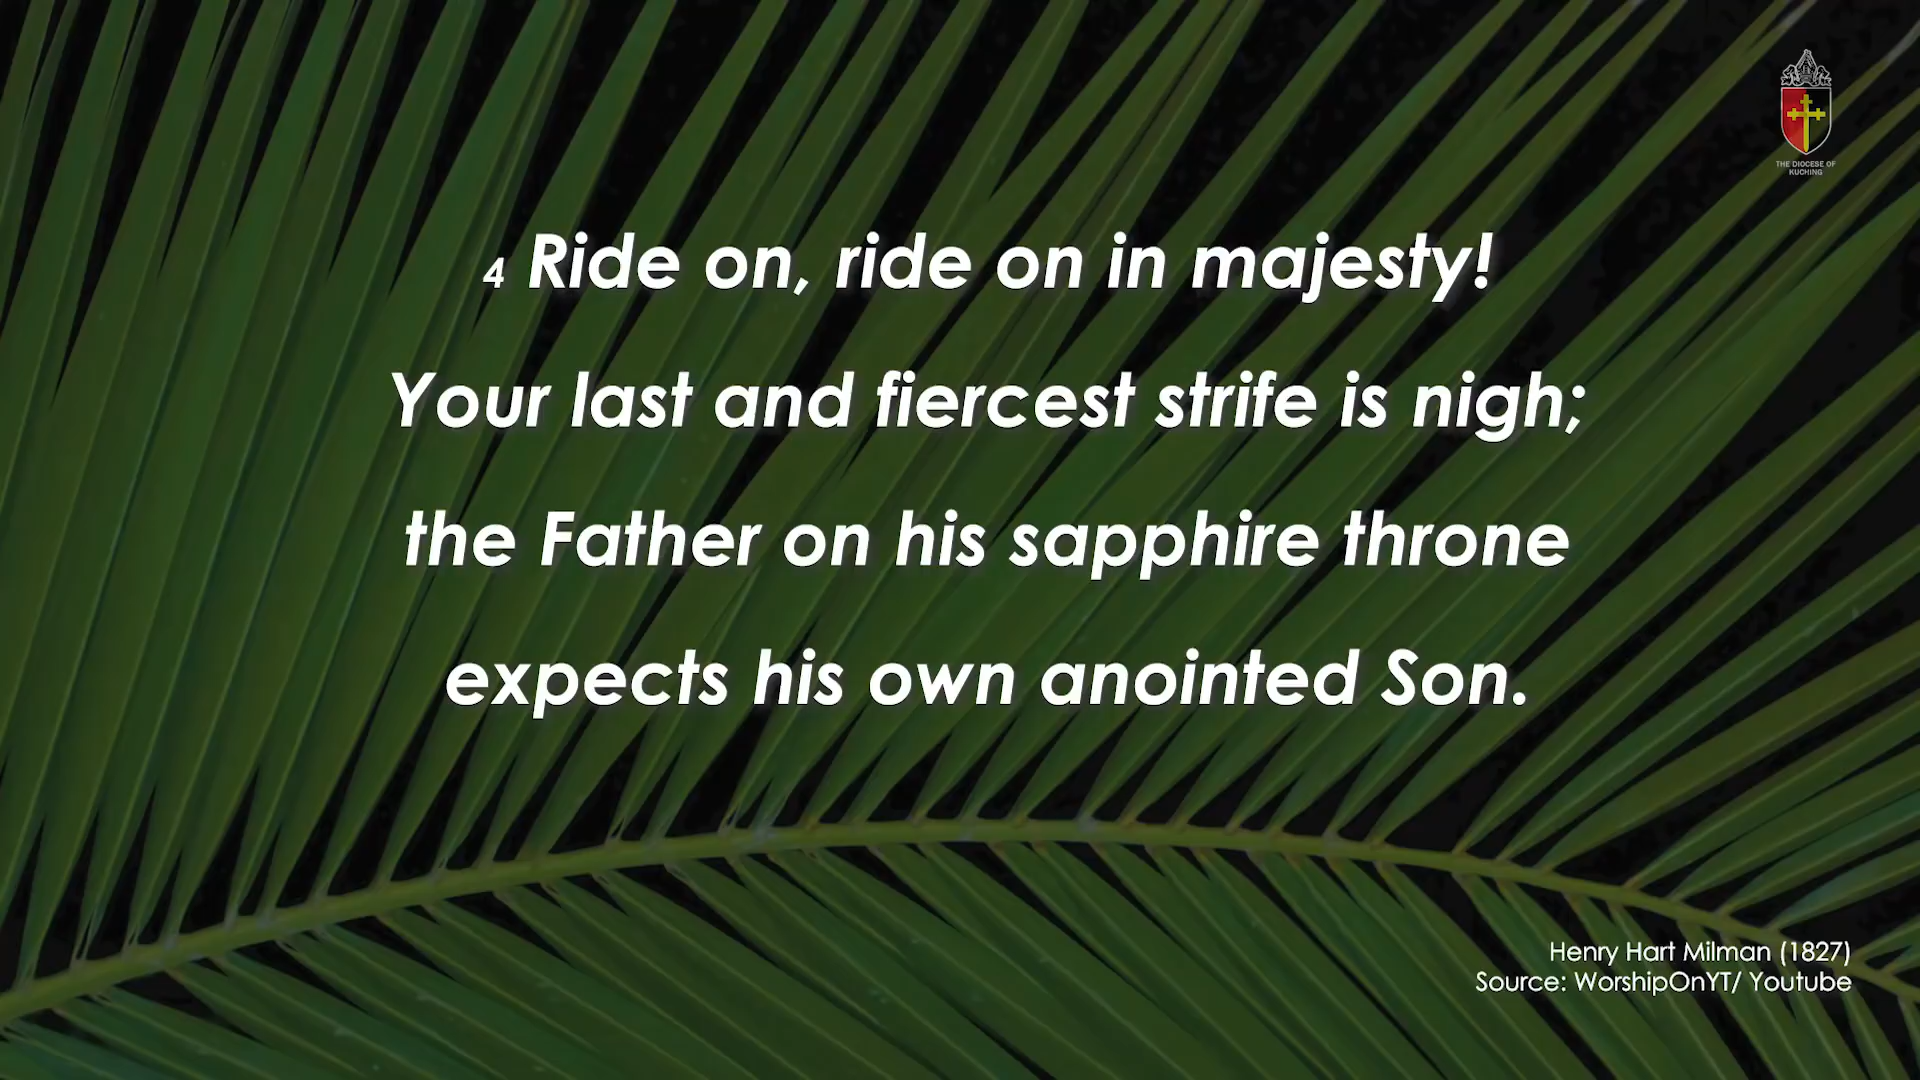 THE DIOCESE OF
KUCHING
4 Ride on, ride on in majesty!
Your last and fiercest strife is nigh;
the Father on his sapphire throne
expects his own anointed Son.
Henry Hart Milman (1827)
Source: WorshipOnYT/ Youtube